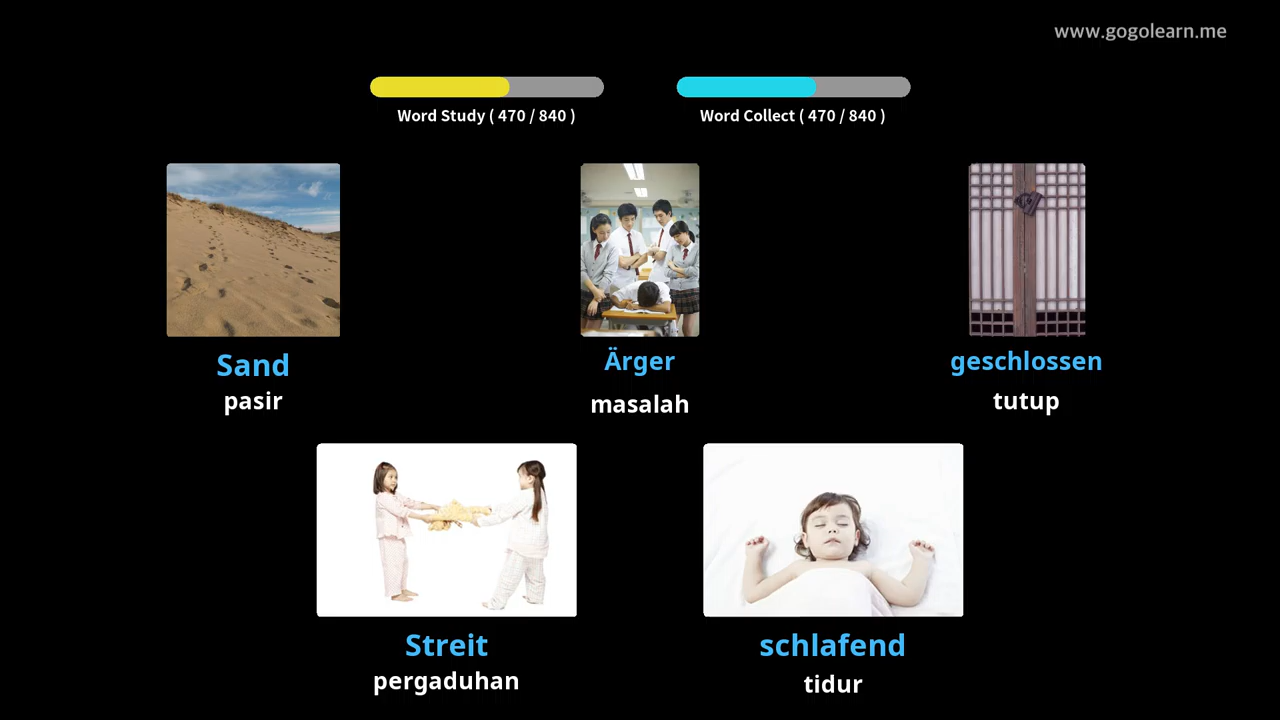 www.gogolearn.me
Word Study ( 470 / 840 )
Word Collect ( 470 / 840 )
Sand
pasir
Ärger
masalah
geschlossen
tutup
Streit
pergaduhan
schlafend
tidur